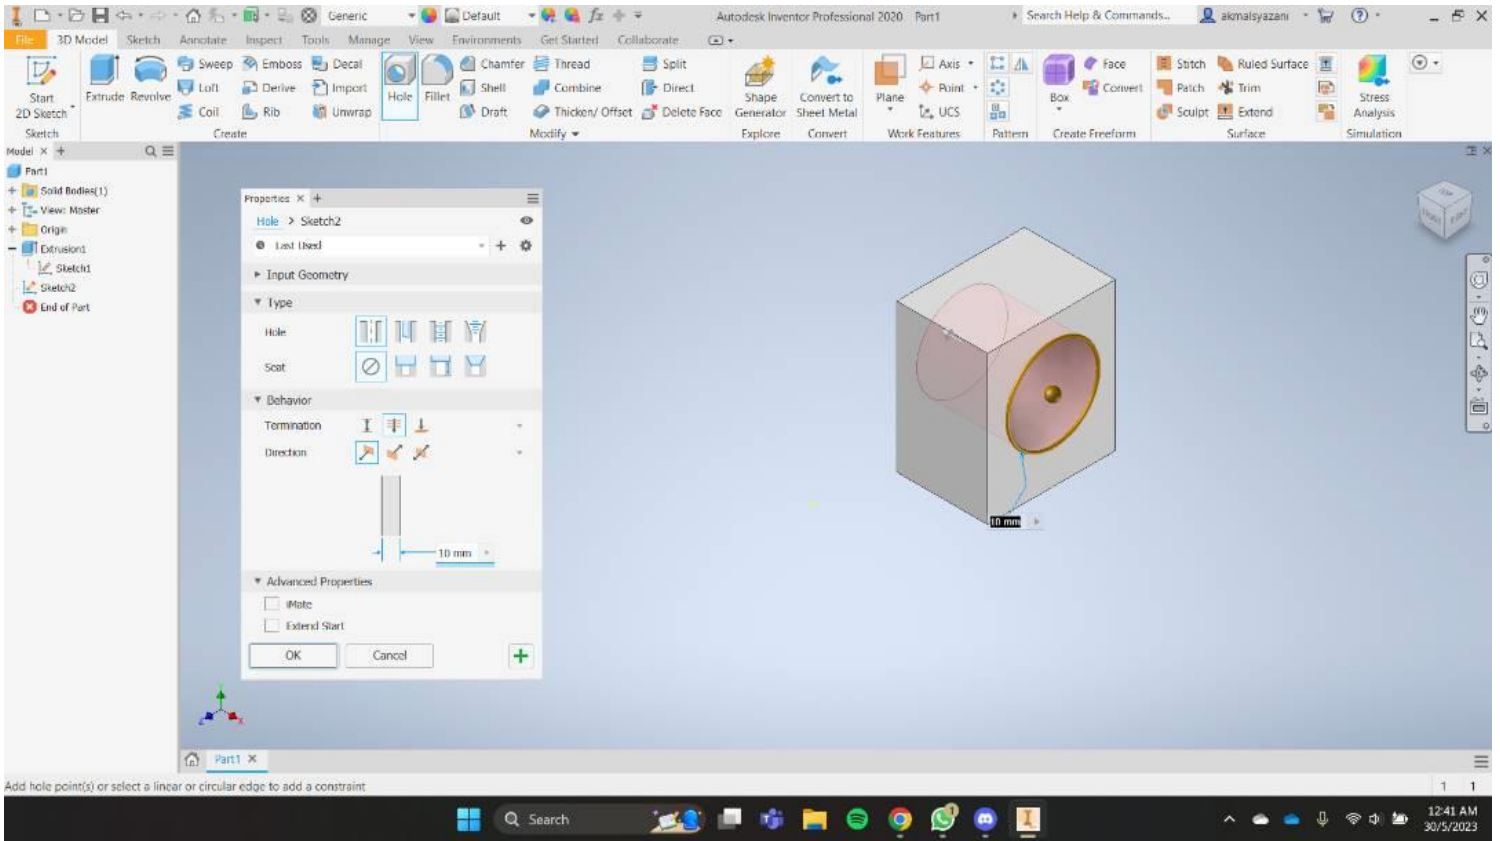 Generic
Default
Autodesk Inventor Professional 2020 Part1
Search Help & Commands...
akmalsyazani
File 3D Model Sketch Annotate Inspect Tools Manage View Environments Get Started Collaborate
Start
2D Sketch
Extrude Revolve
Sweep Emboss Decal
Loft Derive Import
Coil Rib Unwrap
Hole Fillet
Chamfer Thread Split
Shell Combine Direct
Draft Thicken/ Offset Delete Face
Shape
Generator
Convert to
Sheet Metal
Plane
Axis
Point
UCS
Box
Face
Convert
Stitch Ruled Surface
Patch Trim
Sculpt Extend
Stress
Analysis
Sketch Create Modify Explore Convert Work Features Pattern Create Freeform Surface Simulation
Model × +
Part1
Solid Bodies(1)
View: Master
Origin
Extrusion1
Sketch1
Sketch2
End of Part
Properties × +
Hole > Sketch2
Last Used
Input Geometry
Type
Hole
Seat
Behavior
Termination
Direction
10 mm
Advanced Properties
iMate
Extend Start
OK Cancel
10 mm
Part1 ×
Add hole point(s) or select a linear or circular edge to add a constraint
1 1
Search
12:41 AM
30/5/2023